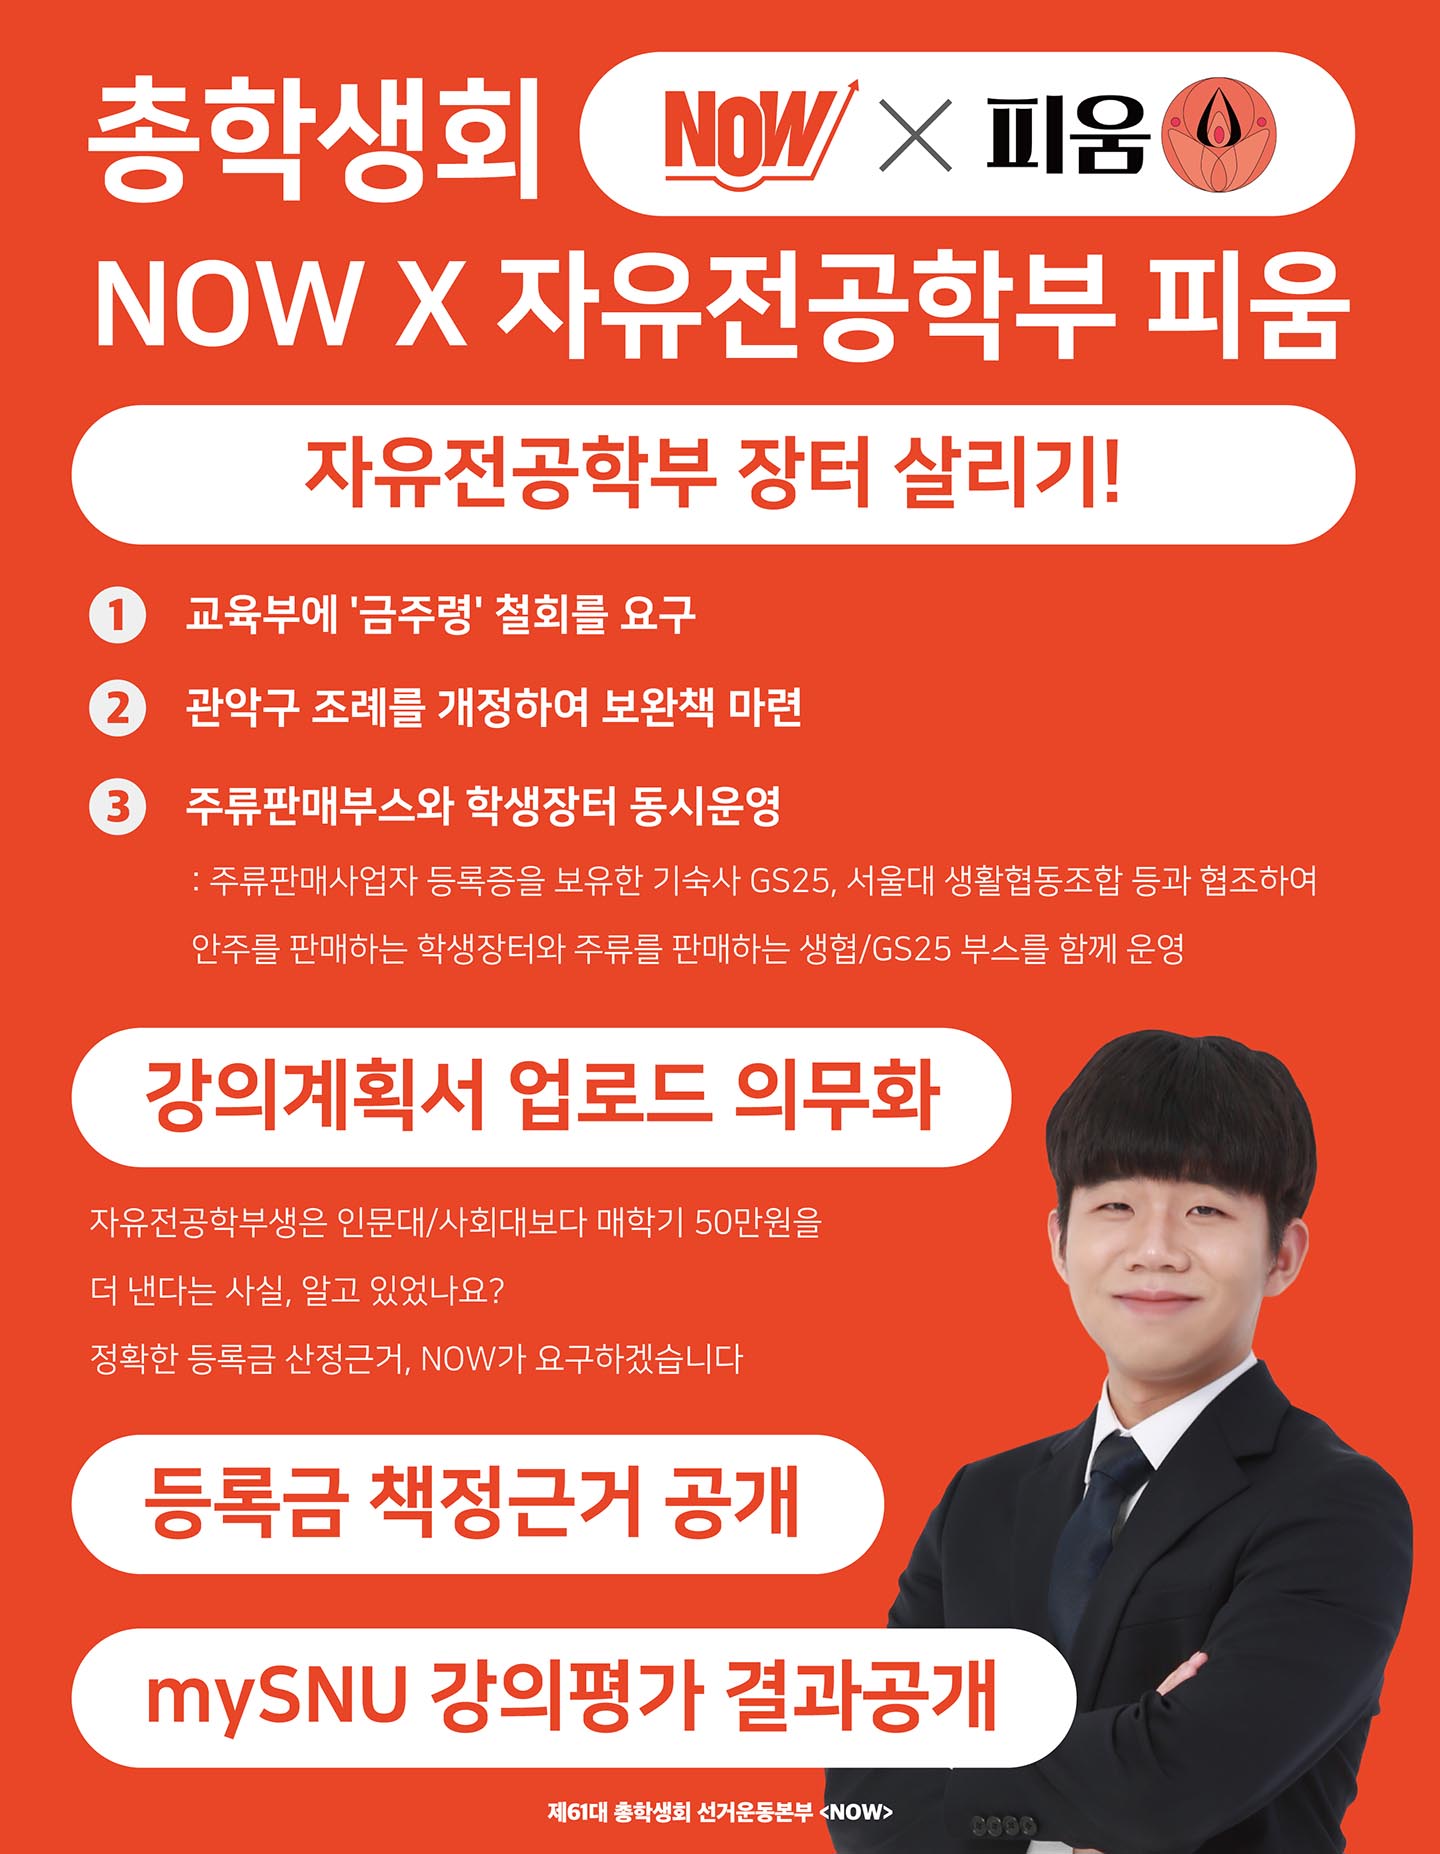 총학생회 NOW × 피움
NOW X 자유전공학부 피움
자유전공학부 장터 살리기!
1 교육부에 '금주령' 철회를 요구
2 관악구 조례를 개정하여 보완책 마련
3 주류판매부스와 학생장터 동시운영
: 주류판매사업자 등록증을 보유한 기숙사 GS25, 서울대 생활협동조합 등과 협조하여
안주를 판매하는 학생장터와 주류를 판매하는 생협/GS25 부스를 함께 운영
강의계획서 업로드 의무화
자유전공학부생은 인문대/사회대보다 매학기 50만원을
더 낸다는 사실, 알고 있었나요?
정확한 등록금 산정근거, NOW가 요구하겠습니다
등록금 책정근거 공개
mySNU 강의평가 결과공개
제61대 총학생회 선거운동본부 <NOW>